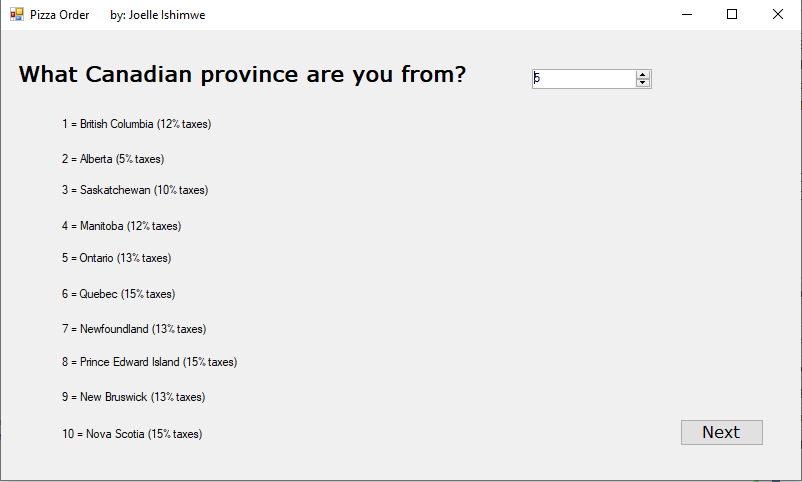 Pizza Order by: Joelle Ishimwe
What Canadian province are you from?
5
1 = British Columbia (12% taxes)
2 = Alberta (5% taxes)
3 = Saskatchewan (10% taxes)
4 = Manitoba (12% taxes)
5 = Ontario (13% taxes)
6 = Quebec (15% taxes)
7 = Newfoundland (13% taxes)
8 = Prince Edward Island (15% taxes)
9 = New Bruswick (13% taxes)
10 = Nova Scotia (15% taxes)
Next